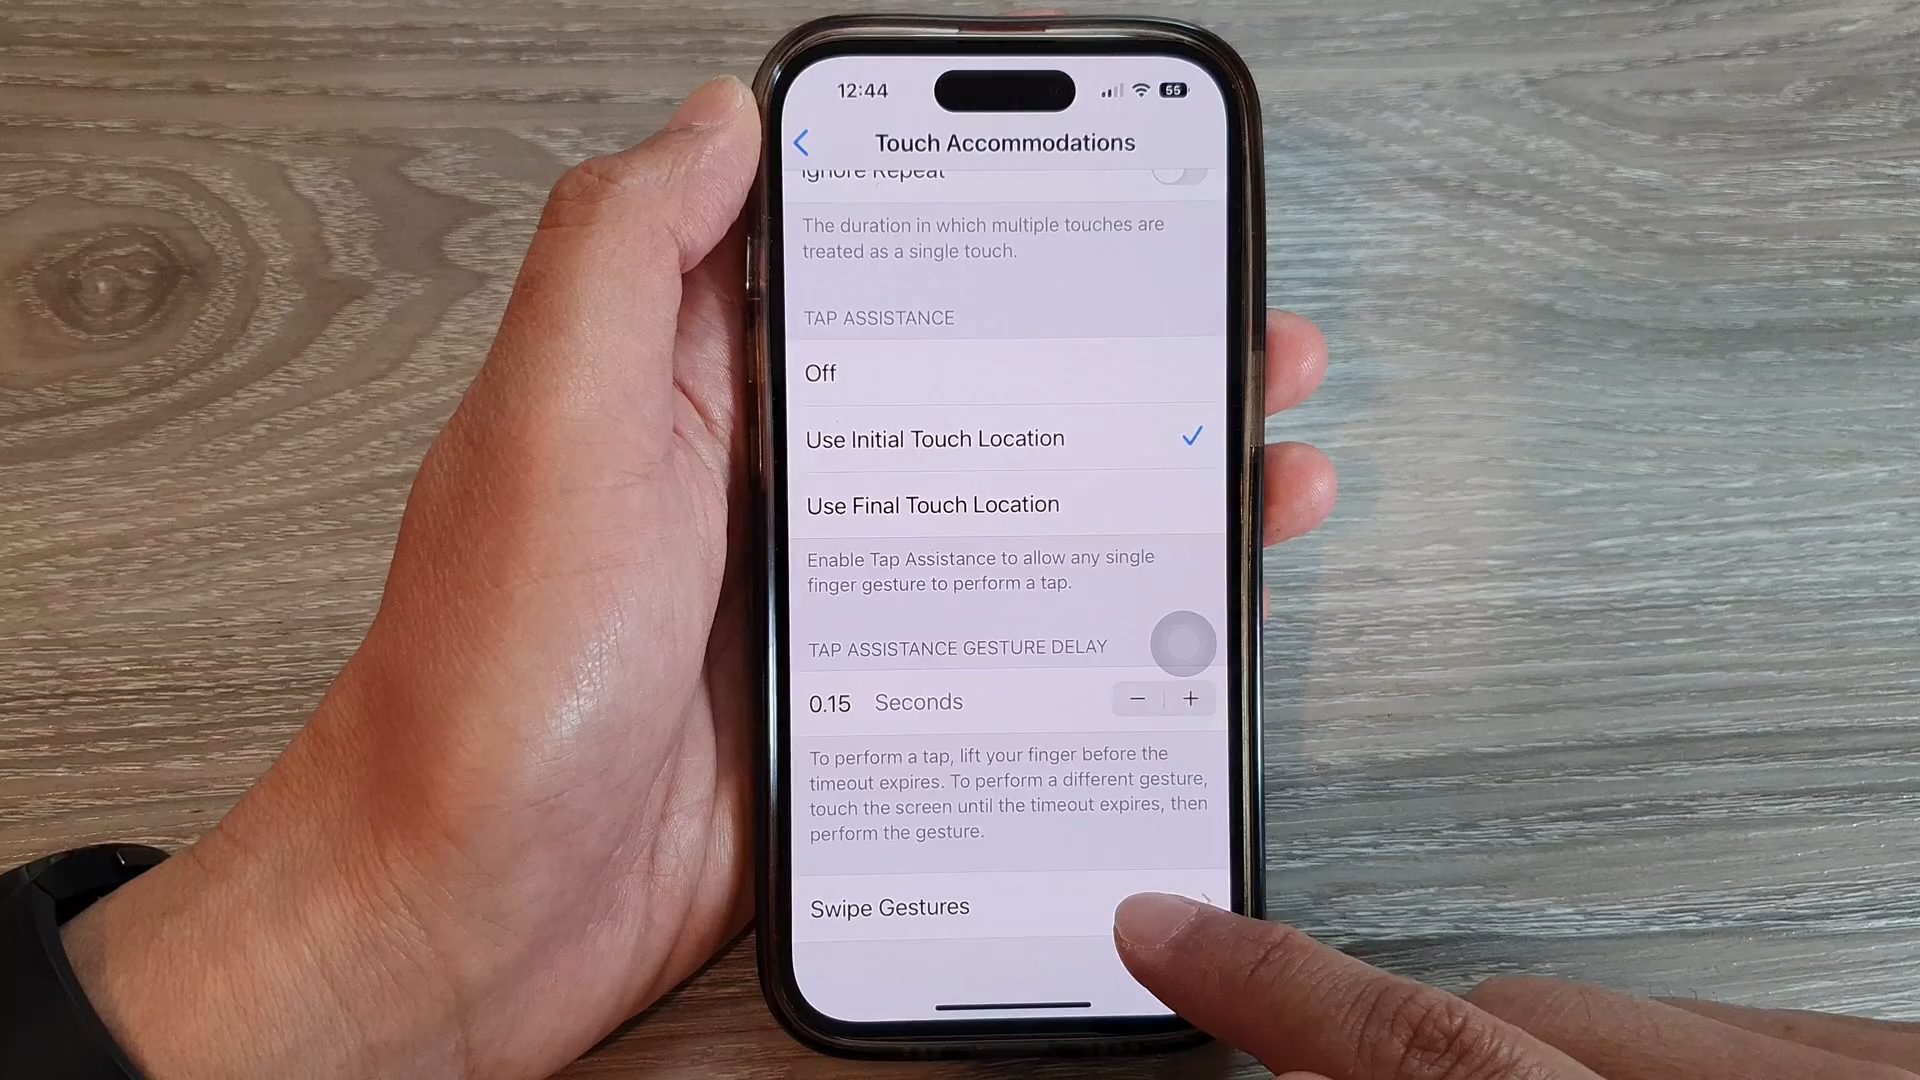 12:44
55
Touch Accommodations
Ignore Repeat
The duration in which multiple touches are
treated as a single touch.
TAP ASSISTANCE
Off
Use Initial Touch Location
Use Final Touch Location
Enable Tap Assistance to allow any single
finger gesture to perform a tap.
TAP ASSISTANCE GESTURE DELAY
0.15 Seconds
To perform a tap, lift your finger before the
timeout expires. To perform a different gesture,
touch the screen until the timeout expires, then
perform the gesture.
Swipe Gestures